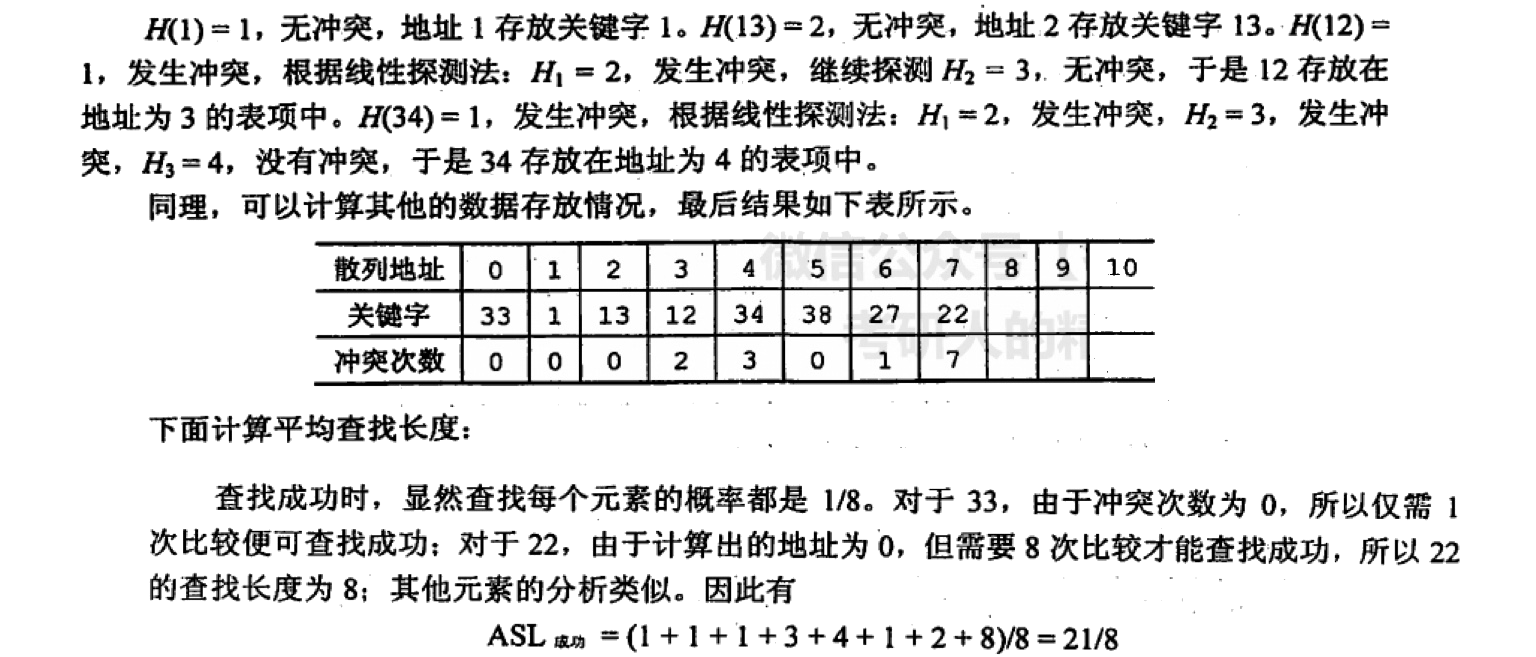 H(1) = 1，无冲突，地址 1 存放关键字 1。H(13) = 2，无冲突，地址 2 存放关键字 13。H(12) =
1，发生冲突，根据线性探测法：H₁ = 2，发生冲突，继续探测 H₂ = 3，无冲突，于是 12 存放在
地址为 3 的表项中。H(34) = 1，发生冲突，根据线性探测法：H₁ = 2，发生冲突，H₂ = 3，发生冲
突，H₃ = 4，没有冲突，于是 34 存放在地址为 4 的表项中。
同理，可以计算其他的数据存放情况，最后结果如下表所示。
散列地址 0 1 2 3 4 5 6 7 8 9 10
关键字 33 1 13 12 34 38 27 22
冲突次数 0 0 0 2 3 0 1 7
下面计算平均查找长度：
查找成功时，显然查找每个元素的概率都是 1/8。对于 33，由于冲突次数为 0，所以仅需 1
次比较便可查找成功；对于 22，由于计算出的地址为 0，但需要 8 次比较才能查找成功，所以 22
的查找长度为 8；其他元素的分析类似。因此有
ASL 成功 = (1 + 1 + 1 + 3 + 4 + 1 + 2 + 8)/8 = 21/8
微信公众号
考研人的精